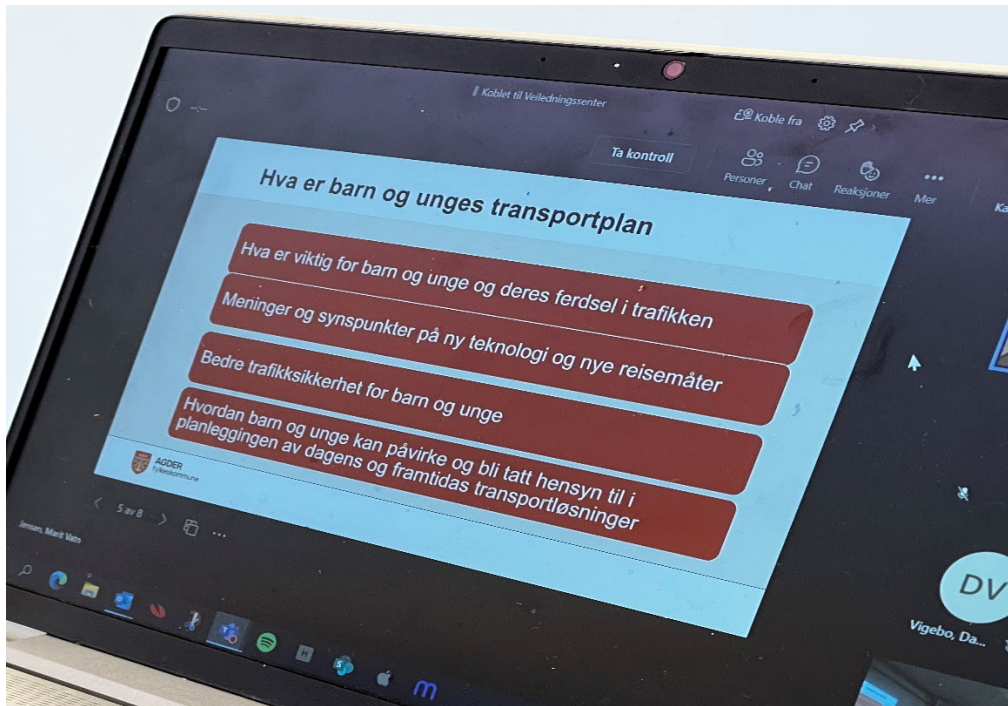 Koblet til Veiledningssenter
Koble fra
Ta kontroll
Personer
Chat
Reaksjoner
Mer
Hva er barn og unges transportplan
Hva er viktig for barn og unge og deres ferdsel i trafikken
Meninger og synspunkter på ny teknologi og nye reisemåter
Bedre trafikksikkerhet for barn og unge
Hvordan barn og unge kan påvirke og bli tatt hensyn til i
planleggingen av dagens og framtidas transportløsninger
AGDER
fylkeskommune
5 av 8
Jensen, Marit Vatn
DV
Vigebo, Da...